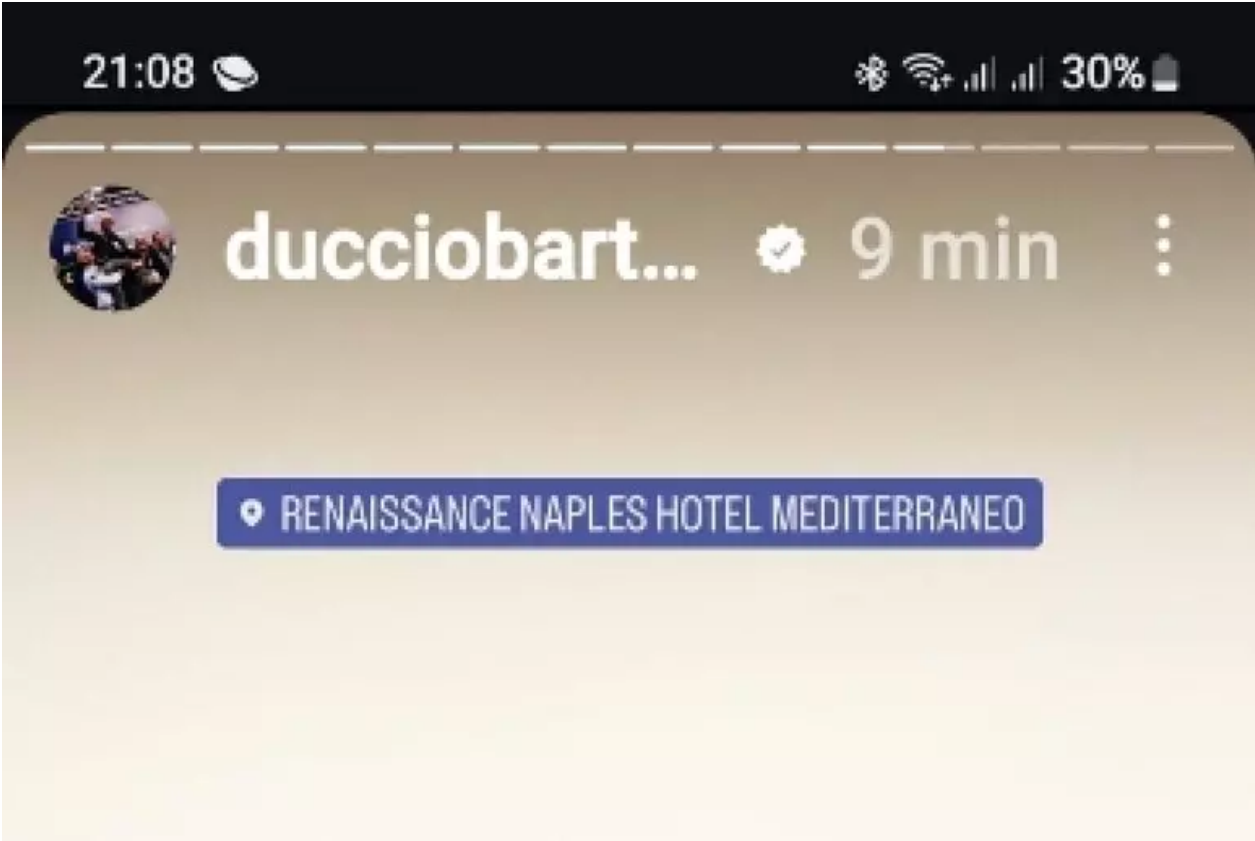 21:08 30%
ducciobart... 9 min
RENAISSANCE NAPLES HOTEL MEDITERRANEO